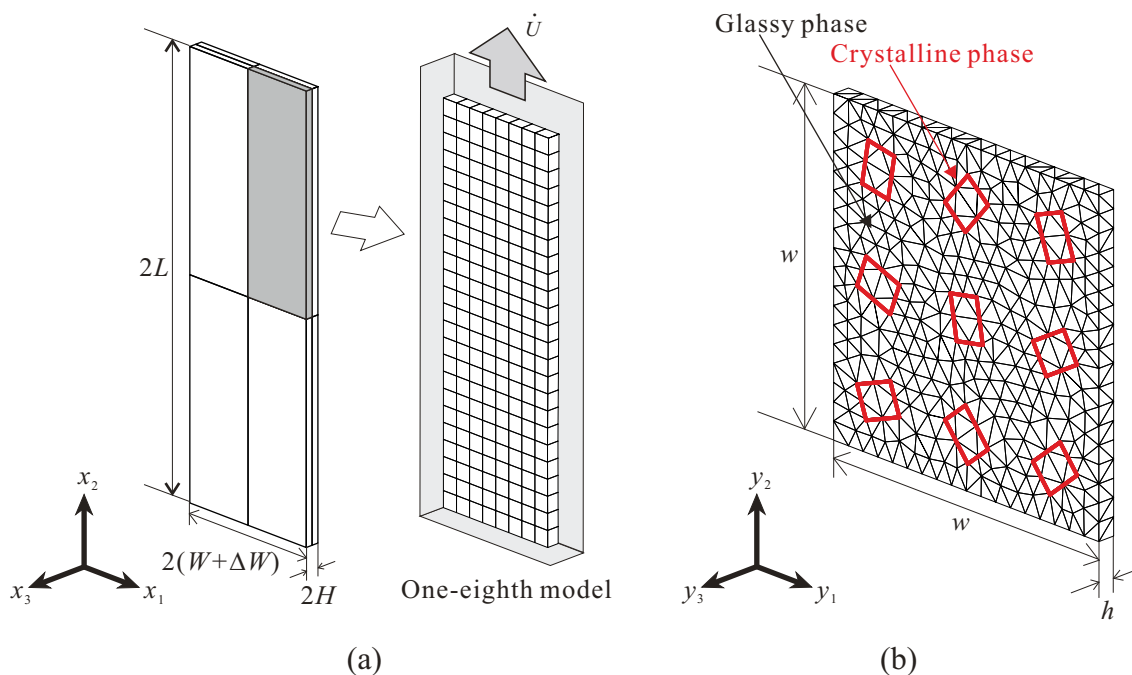 U̇
Glassy phase
Crystalline phase
2L
w
x₂
x₃
x₁
2(W+ΔW)
2H
One-eighth model
y₂
y₃
y₁
w
h
(a)
(b)